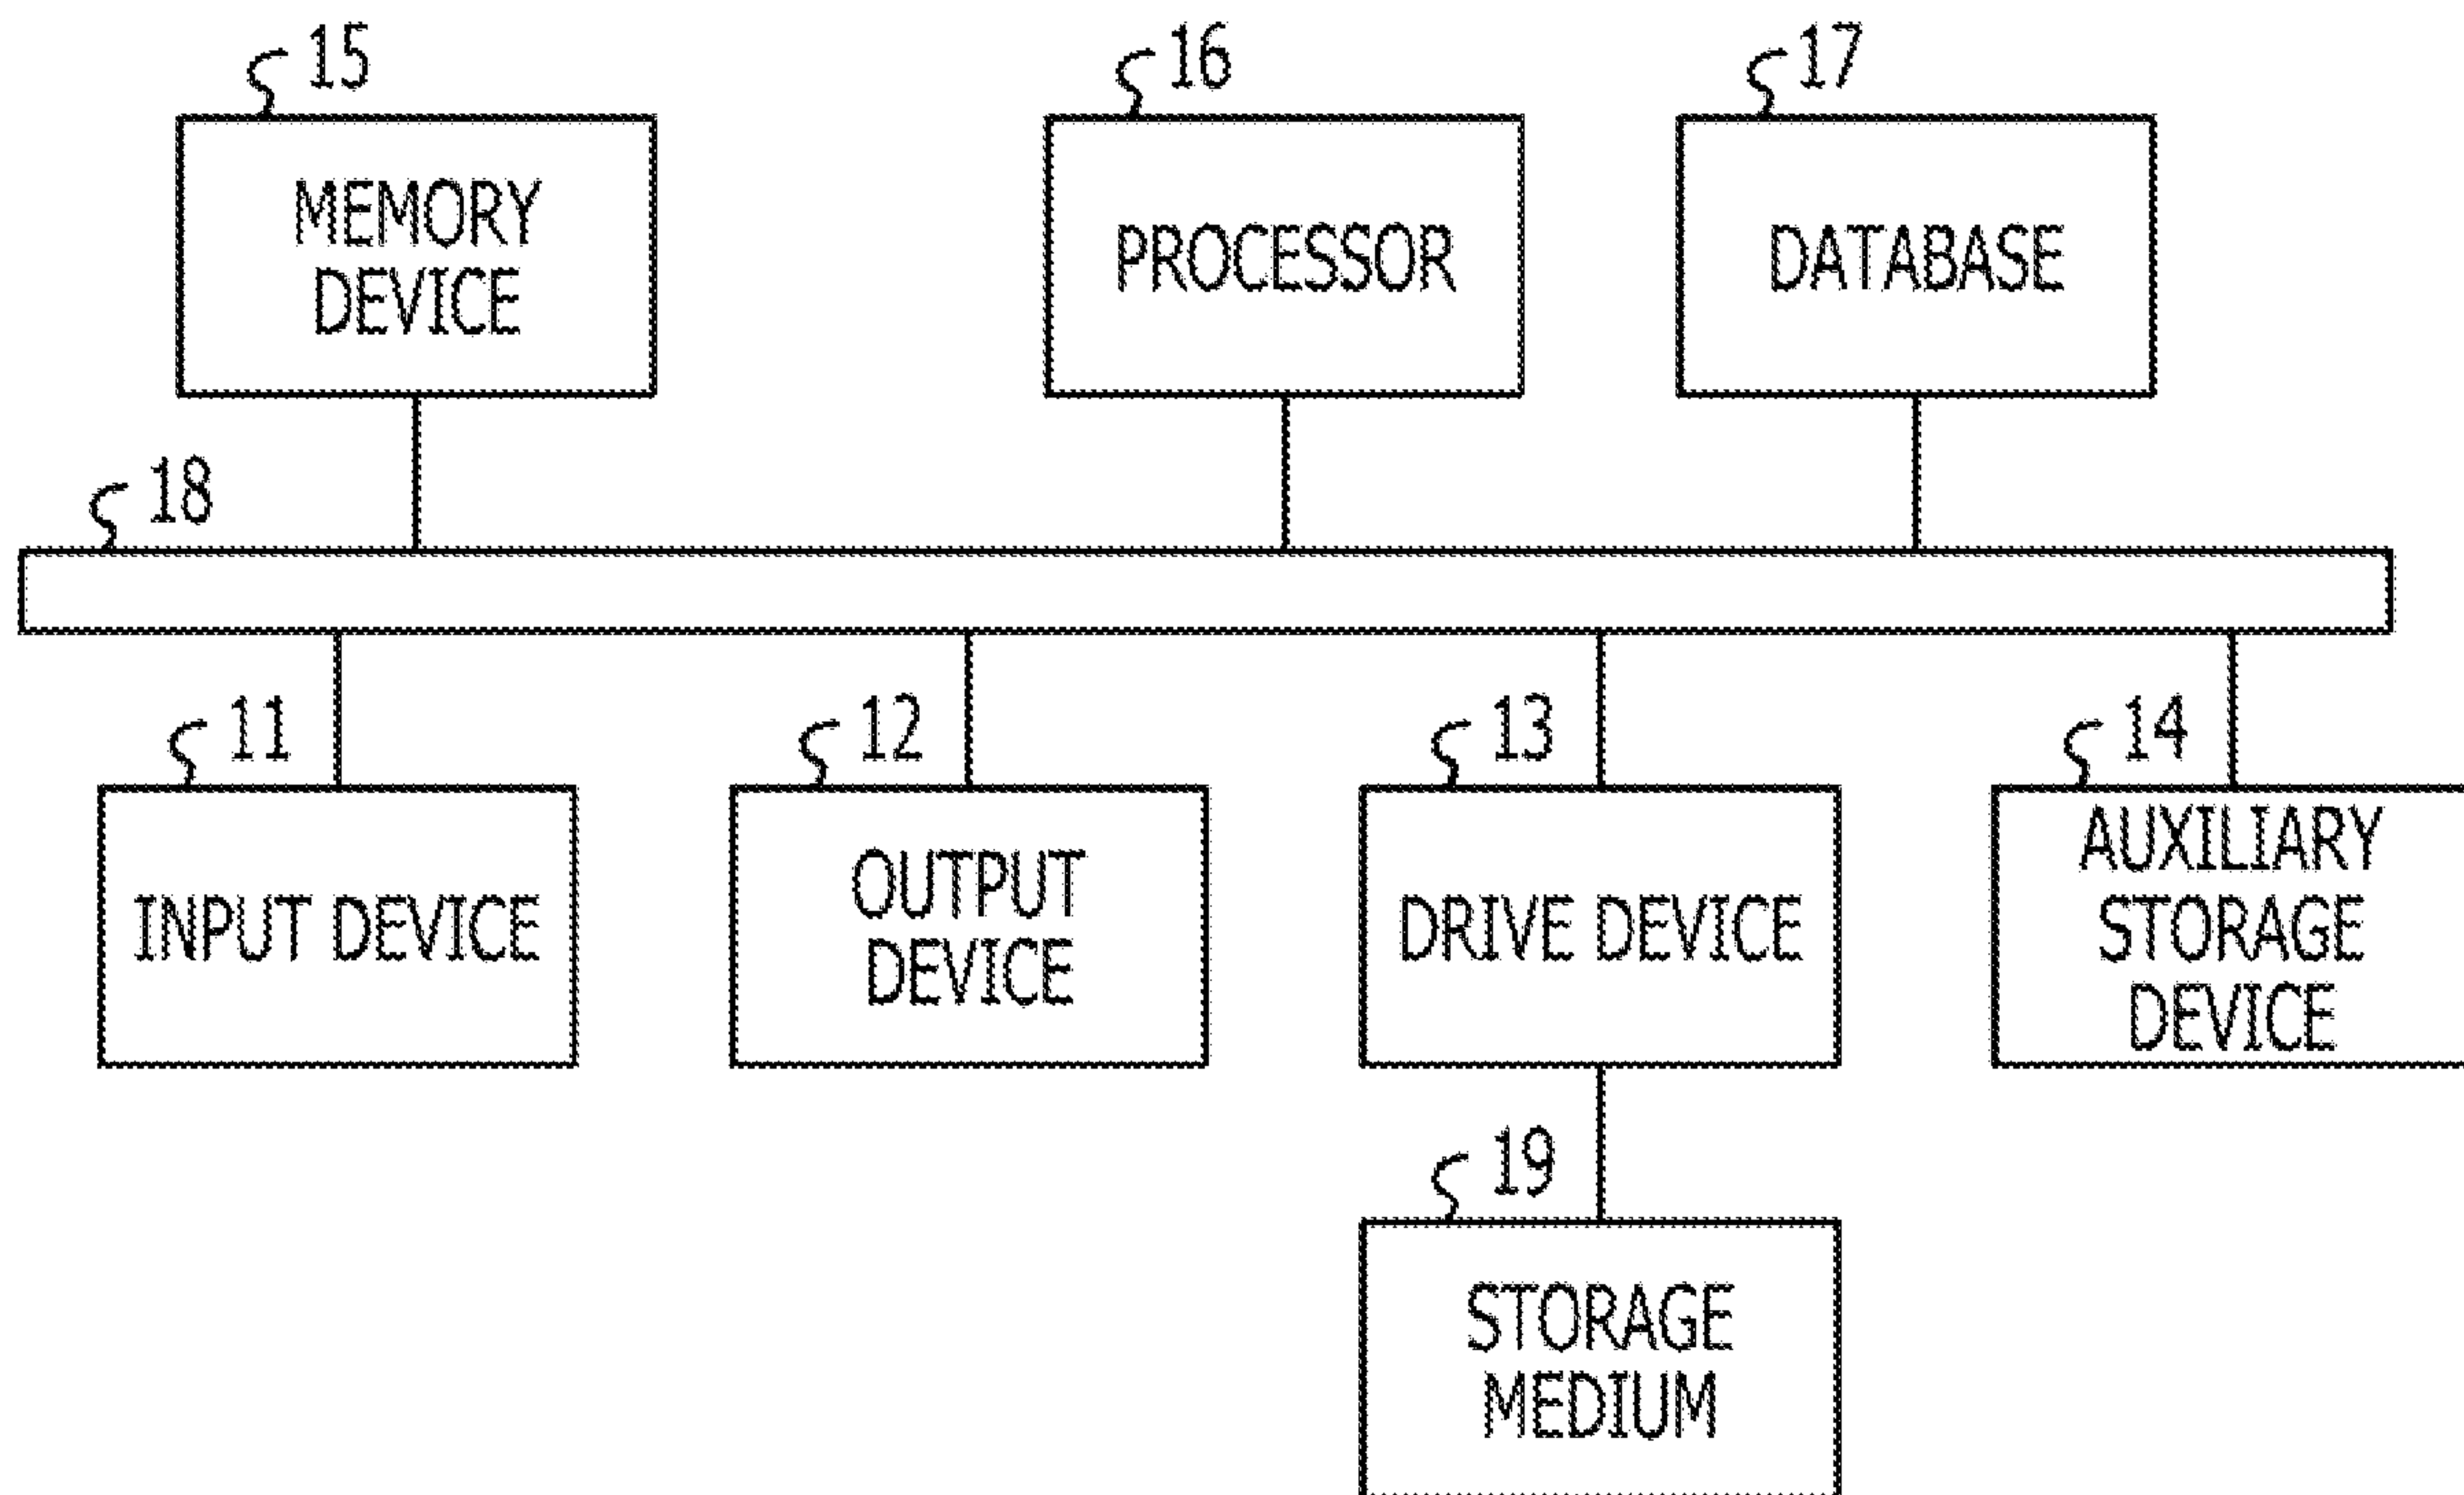 15
16
17
MEMORY
DEVICE
PROCESSOR
DATABASE
18
11
12
13
14
INPUT DEVICE
OUTPUT
DEVICE
DRIVE DEVICE
AUXILIARY
STORAGE
DEVICE
19
STORAGE
MEDIUM